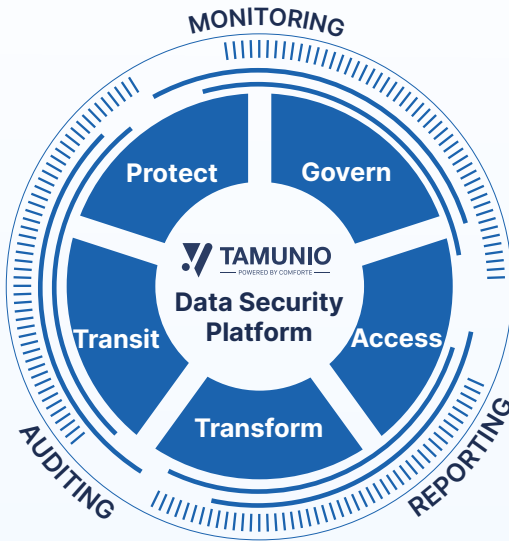 MONITORING
Protect
Govern
TAMUNIO
POWERED BY COMFORTE
Data Security
Platform
Transit
Access
Transform
AUDITING
REPORTING